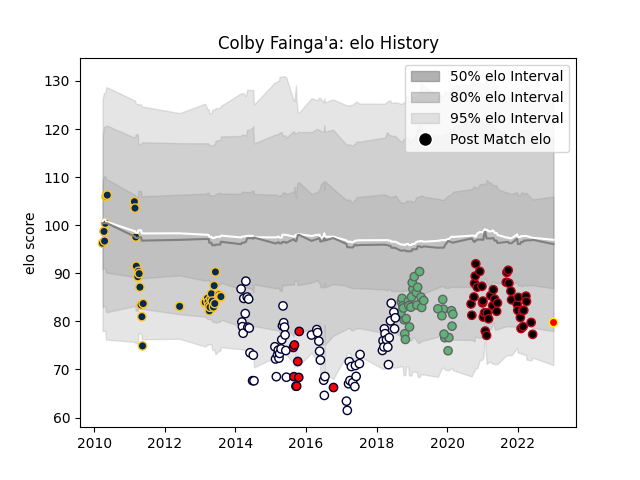 Colby Fainga'a: elo History
50% elo Interval
80% elo Interval
95% elo Interval
Post Match elo
elo score
130
120
110
100
90
80
70
60
2010
2012
2014
2016
2018
2020
2022